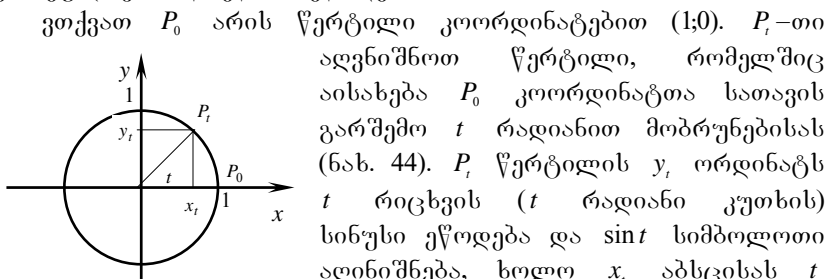 ვთქვათ P₀ არის წერტილი კოორდინატებით (1;0). Pₜ–თი
აღვნიშნოთ წერტილი, რომელშიც
აისახება P₀ კოორდინატთა სათავის
გარშემო t რადიანით მობრუნებისას
(ნახ. 44). Pₜ წერტილის yₜ ორდინატს
t რიცხვის (t რადიანი კუთხის)
სინუსი ეწოდება და sin t სიმბოლოთი
აღინიშნება, ხოლო xₜ აბსცისას t
y
1
Pₜ
yₜ
P₀
t
1
xₜ
x